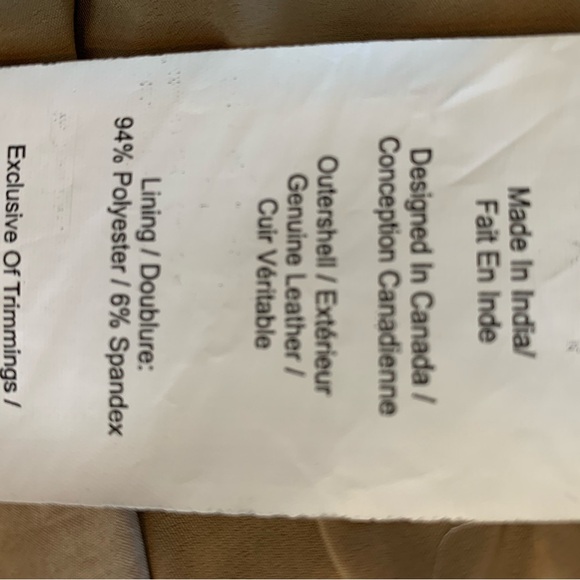 Made In India/
Fait En Inde
Designed In Canada /
Conception Canadienne
Outershell / Extérieur
Genuine Leather /
Cuir Véritable
Lining / Doublure:
94% Polyester / 6% Spandex
Exclusive Of Trimmings /